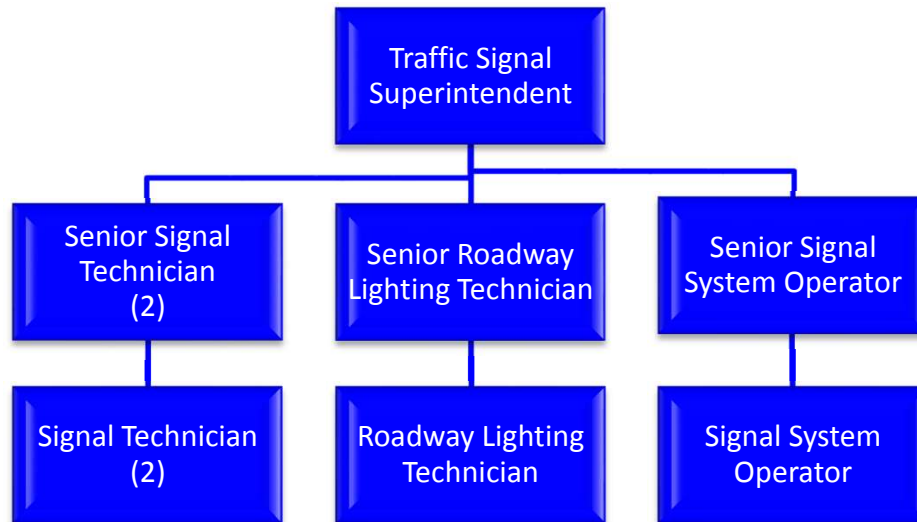 Traffic Signal
Superintendent
Senior Signal
Technician
(2)
Senior Roadway
Lighting Technician
Senior Signal
System Operator
Signal Technician
(2)
Roadway Lighting
Technician
Signal System
Operator